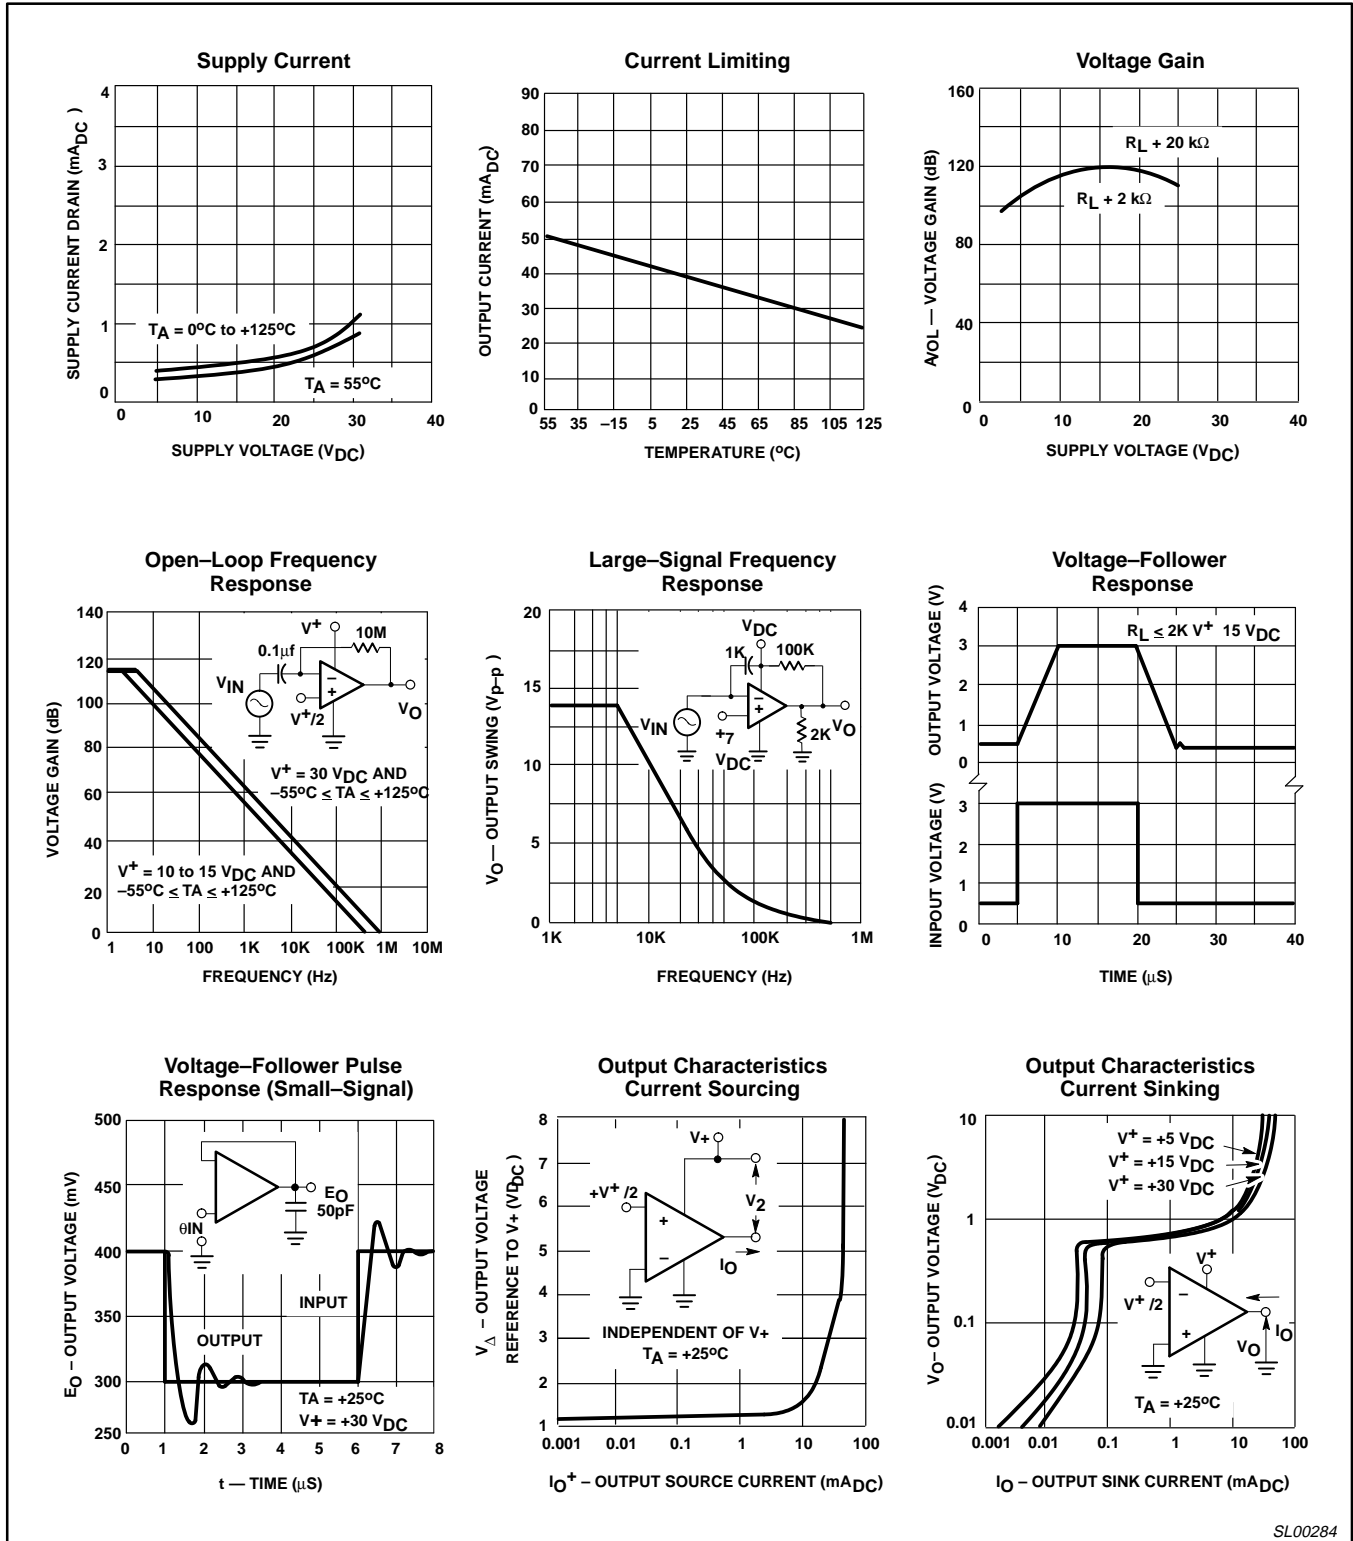 Supply Current
4
3
2
1
0
SUPPLY CURRENT DRAIN (mADC )
TA = 0oC to +125oC
TA = 55oC
0 10 20 30 40
SUPPLY VOLTAGE (VDC)
Current Limiting
90
80
70
60
50
40
30
20
10
0
OUTPUT CURRENT (mADC)
55 35 –15 5 25 45 65 85 105 125
TEMPERATURE (oC)
Voltage Gain
160
120
80
40
0
AVOL — VOLTAGE GAIN (dB)
RL + 20 kΩ
RL + 2 kΩ
0 10 20 30 40
SUPPLY VOLTAGE (VDC)
Open–Loop Frequency
Response
140
120
100
80
60
40
20
0
VOLTAGE GAIN (dB)
V+
10M
0.1µf
VIN
V+/2
VO
–
+
V+ = 30 VDC AND
–55oC ≤ TA ≤ +125oC
V+ = 10 to 15 VDC AND
–55oC ≤ TA ≤ +125oC
1 10 100 1K 10K 100K 1M 10M
FREQUENCY (Hz)
Large–Signal Frequency
Response
20
15
10
5
0
VO — OUTPUT SWING (Vp–p)
VDC
1K 100K
VIN
–
+
+7
VDC
2K VO
1K 10K 100K 1M
FREQUENCY (Hz)
Voltage–Follower
Response
4
3
2
1
0
OUTPUT VOLTAGE (V)
RL ≤ 2K V+ 15 VDC
3
2
1
0
INPOUT VOLTAGE (V)
0 10 20 30 40
TIME (µS)
Voltage–Follower Pulse
Response (Small–Signal)
500
450
400
350
300
250
EO – OUTPUT VOLTAGE (mV)
EO
50pF
θIN
INPUT
OUTPUT
TA = +25oC
V+ = +30 VDC
0 1 2 3 4 5 6 7 8
t — TIME (µS)
Output Characteristics
Current Sourcing
8
7
6
5
4
3
2
1
V∆ – OUTPUT VOLTAGE
REFERENCE TO V+ (VDDC)
V+
+V+ /2
+
–
V2
IO
INDEPENDENT OF V+
TA = +25oC
0.001 0.01 0.1 1 10 100
IO+ – OUTPUT SOURCE CURRENT (mADC)
Output Characteristics
Current Sinking
10
1
0.1
0.01
VO– OUTPUT VOLTAGE (VDC)
V+ = +5 VDC
V+ = +15 VDC
V+ = +30 VDC
V+
V+ /2
–
+
VO
IO
TA = +25oC
0.001 0.01 0.1 1 10 100
IO – OUTPUT SINK CURRENT (mADC)
SL00284